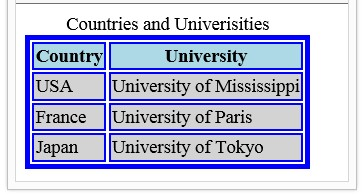 Countries and Univerisities
Country University
USA University of Mississippi
France University of Paris
Japan University of Tokyo